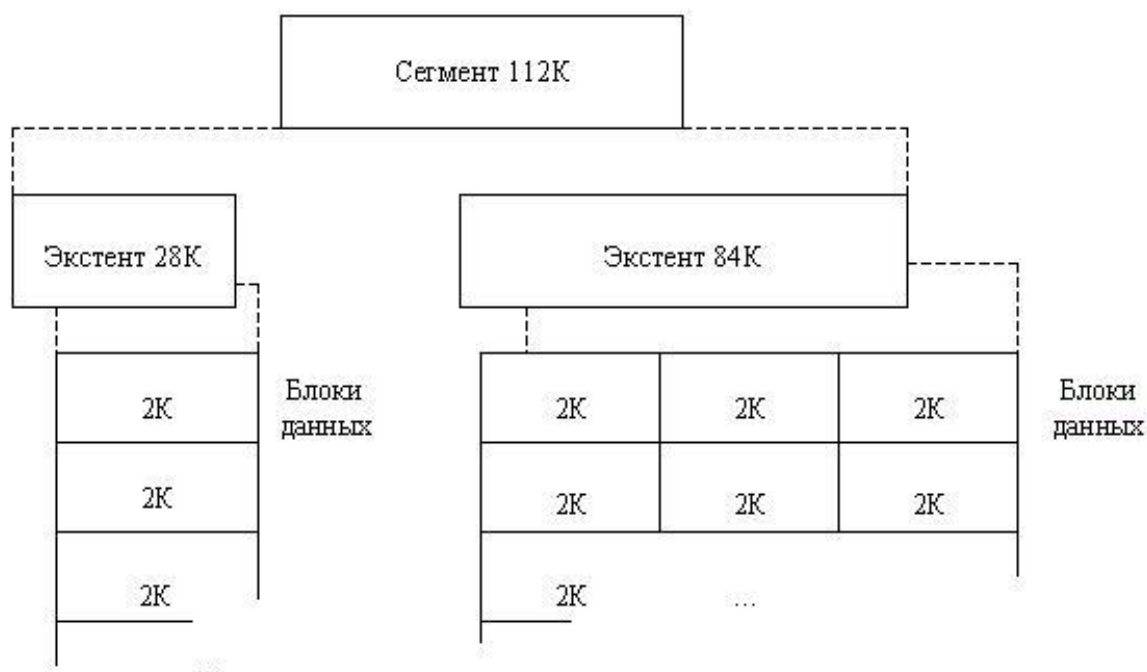 Сегмент 112К
Экстент 28К
Экстент 84К
2К
Блоки
данных
2К 2К 2К
Блоки
данных
2К
2К 2К 2К
2К
2К ...